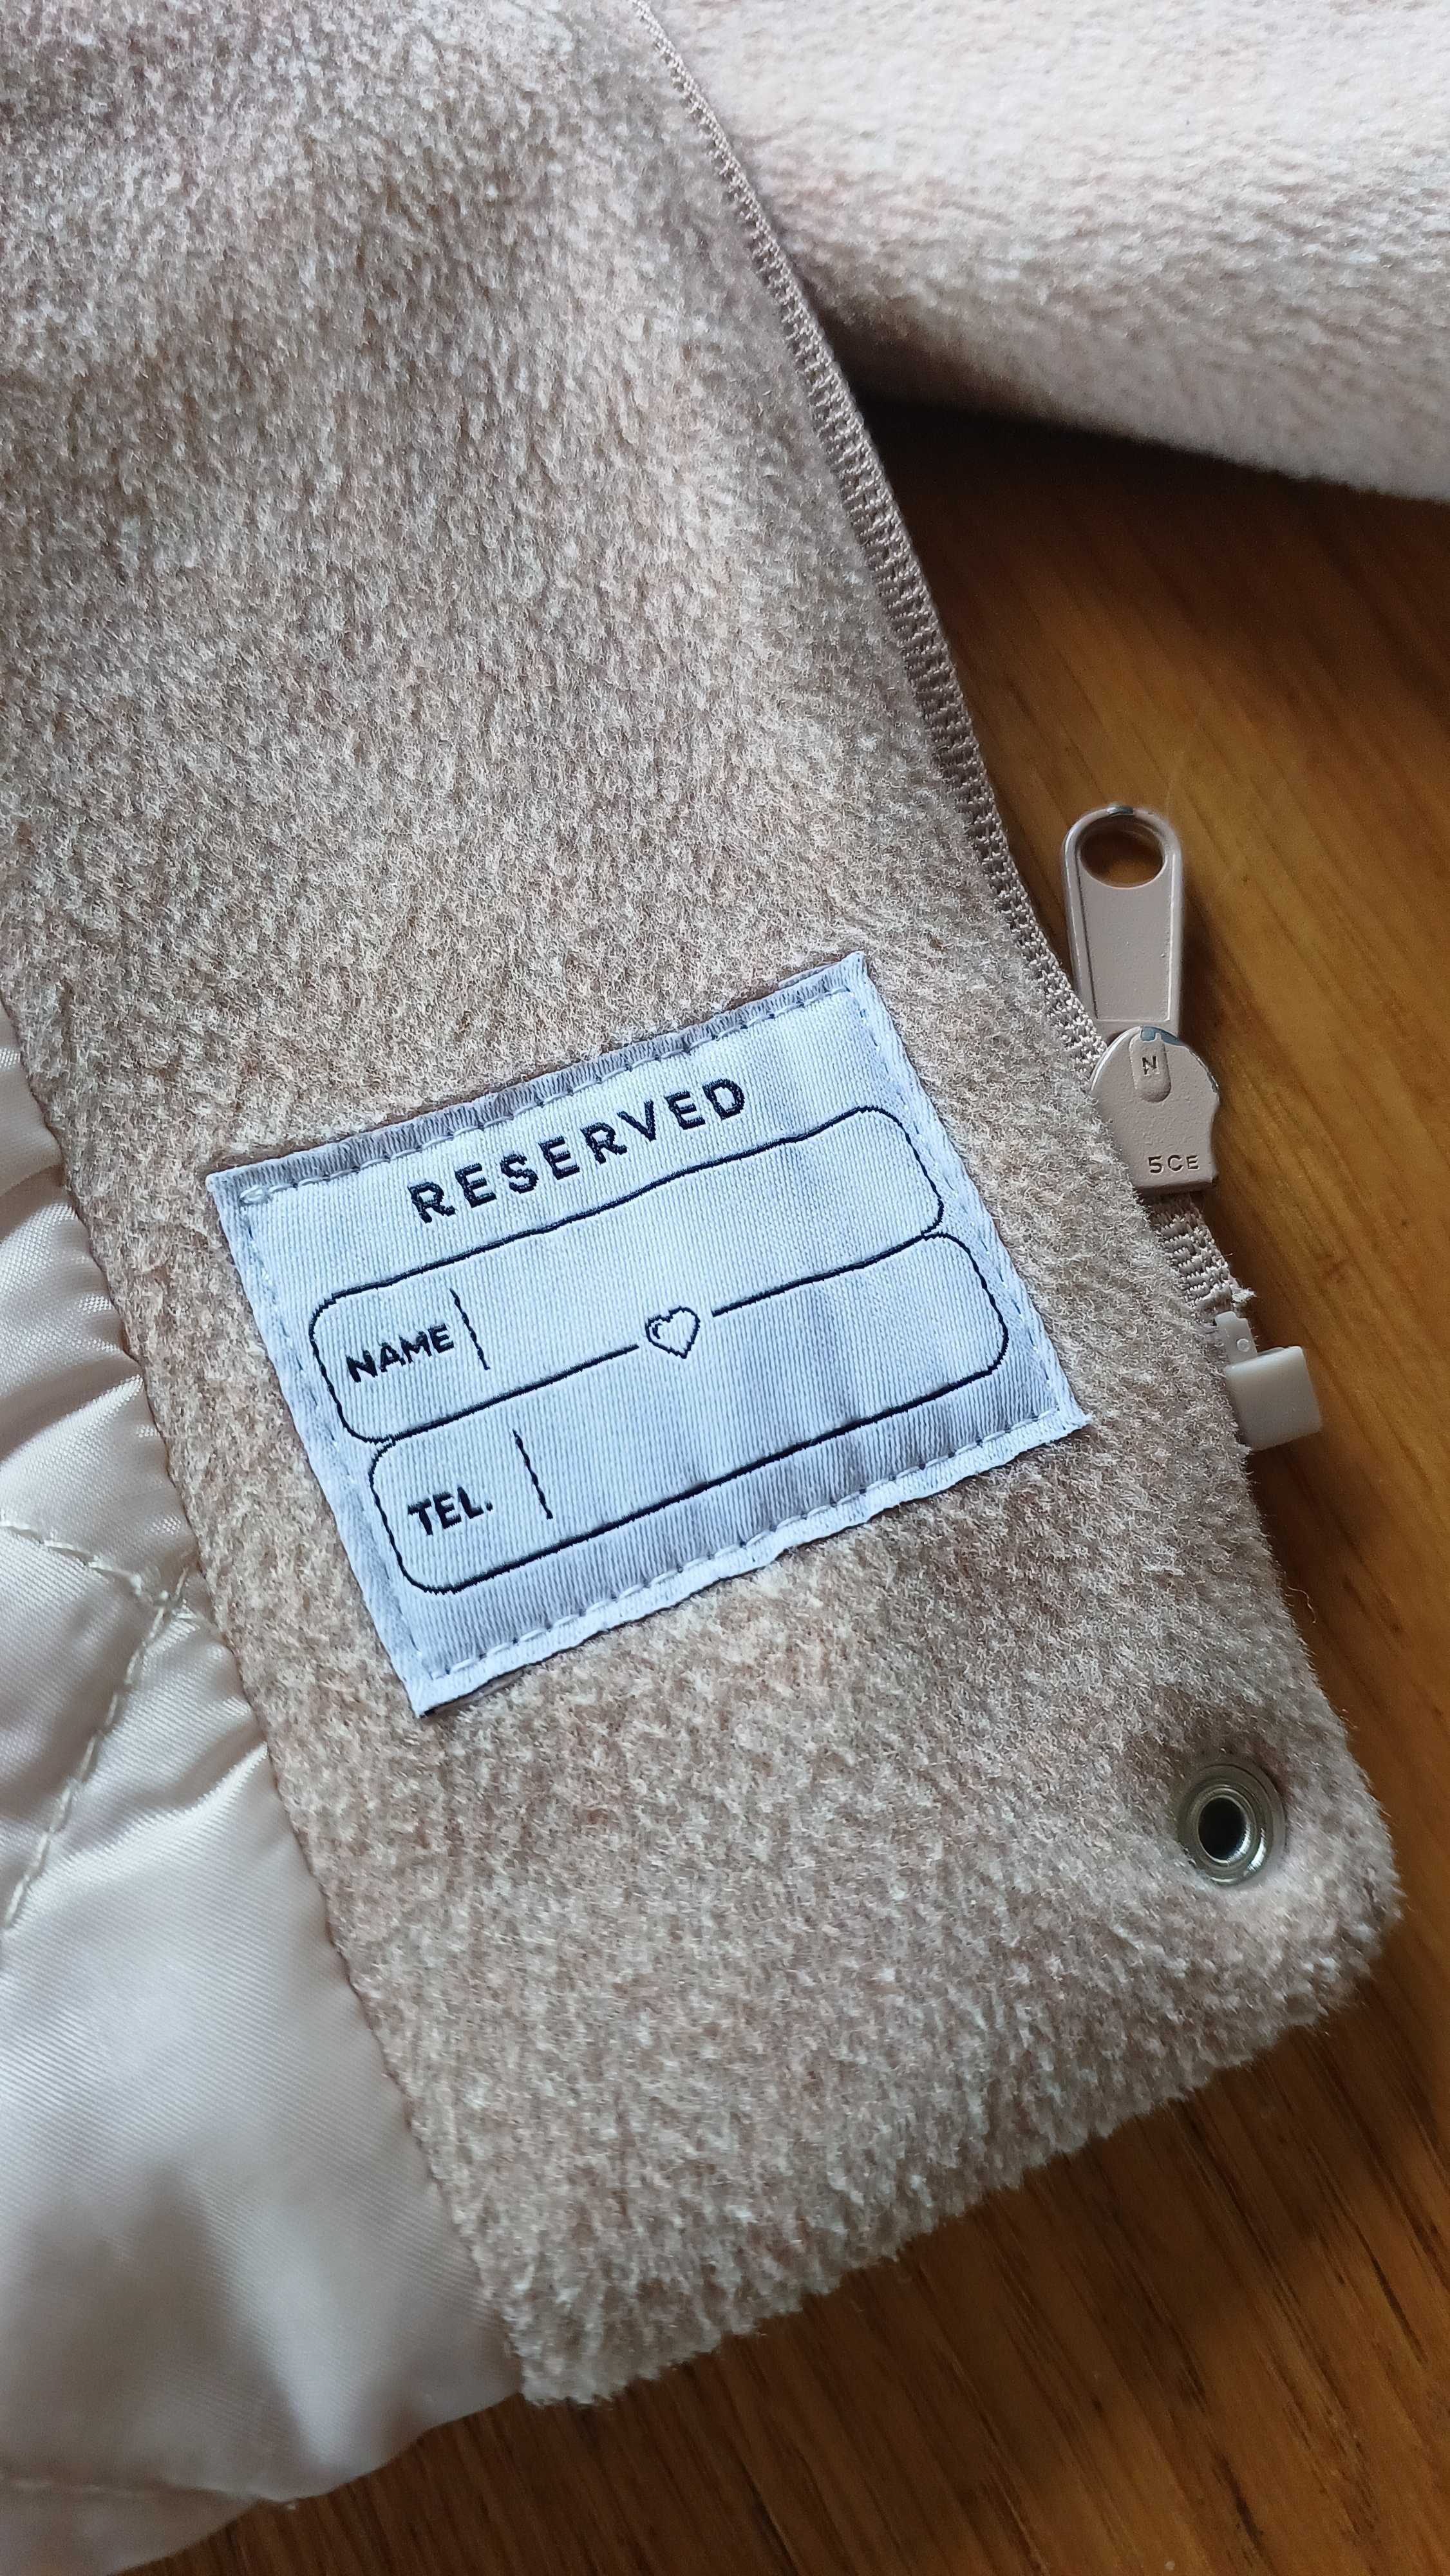 RESERVED
NAME
TEL.
N
5CE